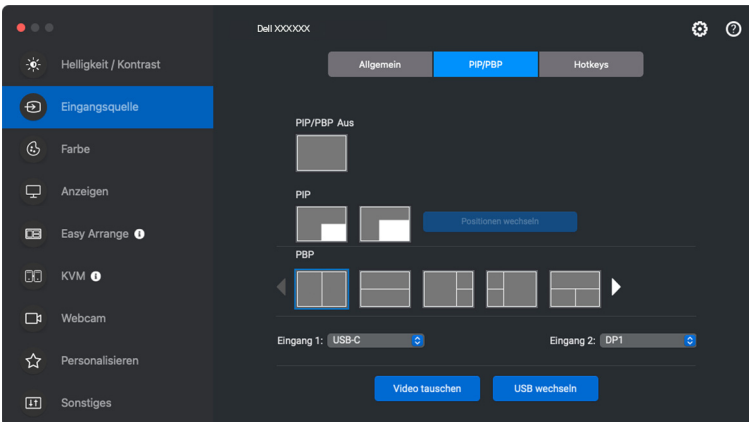 Dell XXXXXX
Helligkeit / Kontrast
Eingangsquelle
Farbe
Anzeigen
Easy Arrange
KVM
Webcam
Personalisieren
Sonstiges
Allgemein
PIP/PBP
Hotkeys
PIP/PBP Aus
PIP
Positionen wechseln
PBP
Eingang 1: USB-C
Eingang 2: DP1
Video tauschen
USB wechseln